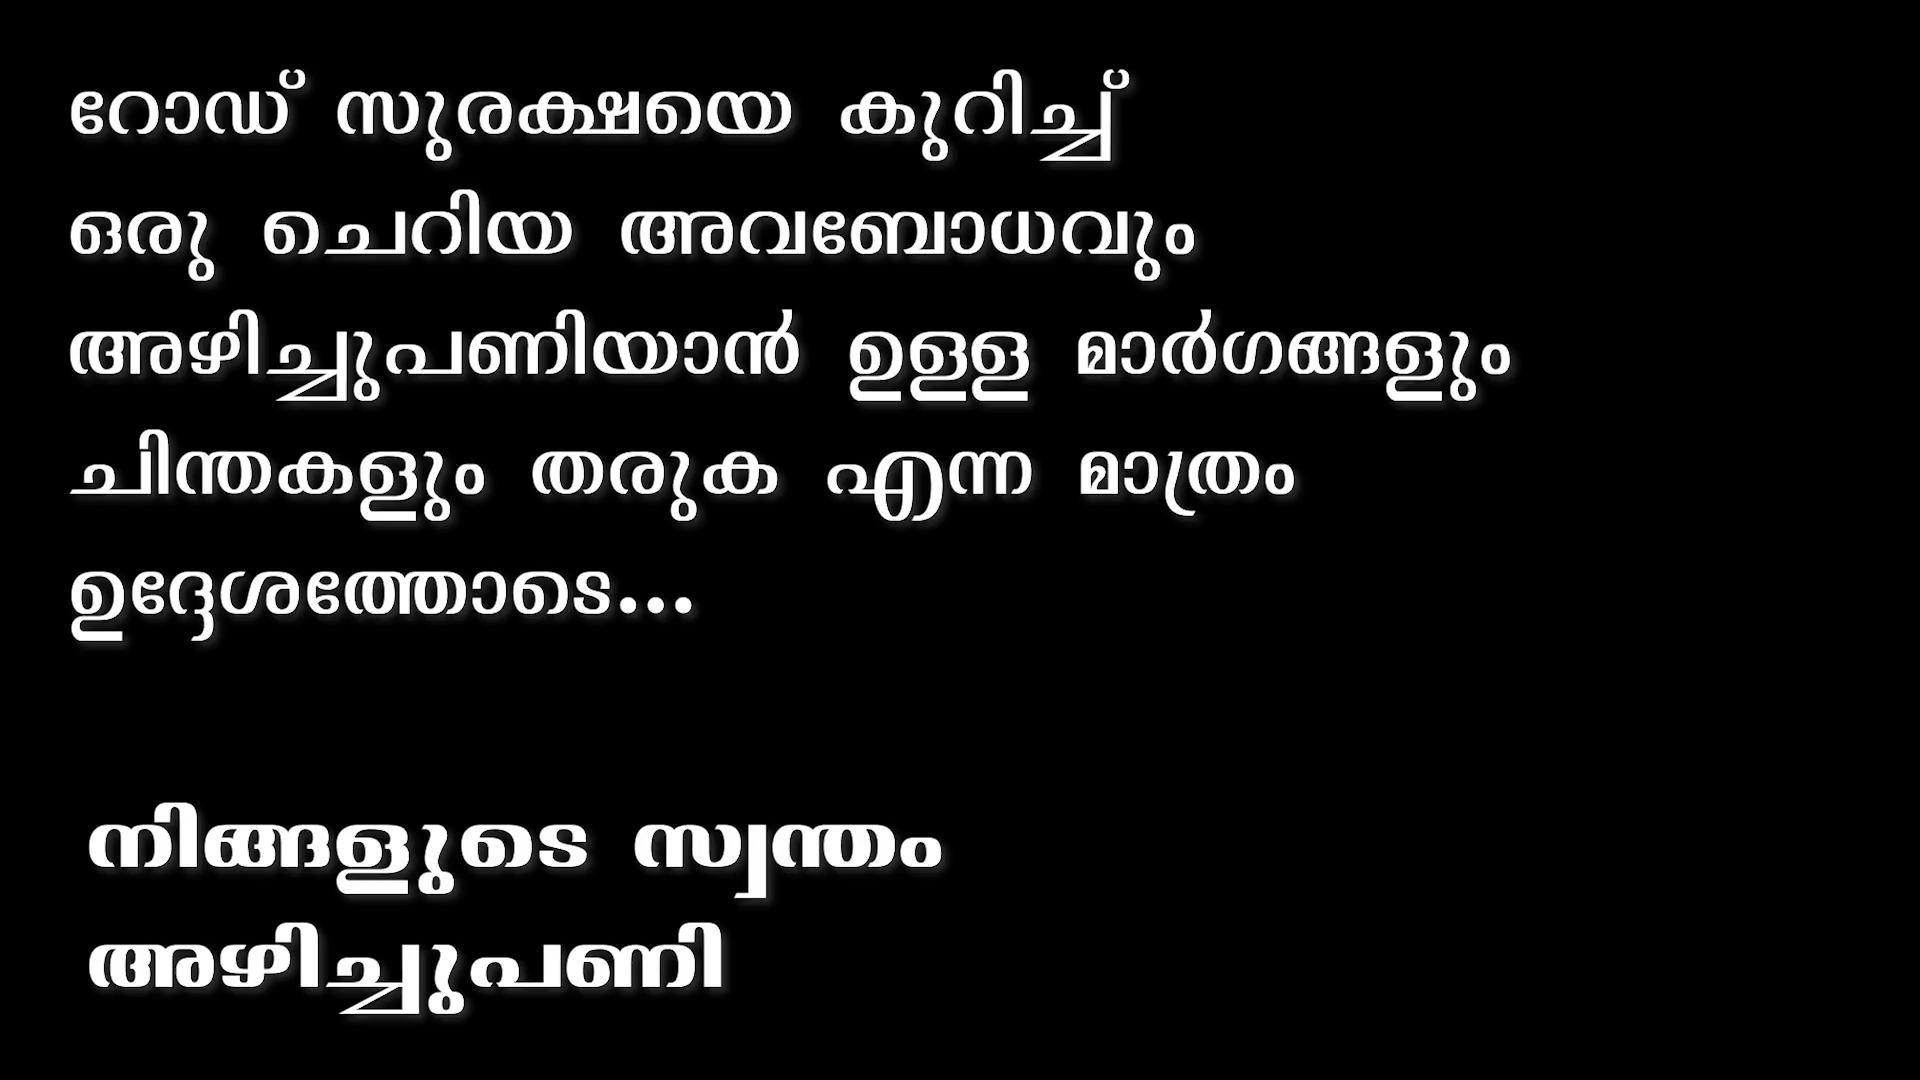 റോഡ് സുരക്ഷയെ കുറിച്ച്
ഒരു ചെറിയ അവബോധവും
അഴിച്ചുപണിയാൻ ഉള്ള മാർഗങ്ങളും
ചിന്തകളും തരുക എന്ന മാത്രം
ഉദ്ദേശത്തോടെ...
നിങ്ങളുടെ സ്വന്തം
അഴിച്ചുപണി